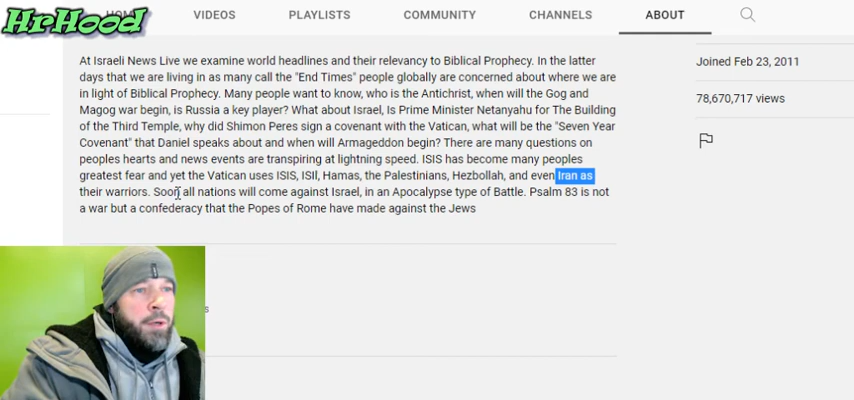 HrHood
HOME VIDEOS PLAYLISTS COMMUNITY CHANNELS ABOUT
At Israeli News Live we examine world headlines and their relevancy to Biblical Prophecy. In the latter
days that we are living in as many call the "End Times" people globally are concerned about where we are
in light of Biblical Prophecy. Many people want to know, who is the Antichrist, when will the Gog and
Magog war begin, is Russia a key player? What about Israel, Is Prime Minister Netanyahu for The Building
of the Third Temple, why did Shimon Peres sign a covenant with the Vatican, what will be the "Seven Year
Covenant" that Daniel speaks about and when will Armageddon begin? There are many questions on
peoples hearts and news events are transpiring at lightning speed. ISIS has become many peoples
greatest fear and yet the Vatican uses ISIS, ISIl, Hamas, the Palestinians, Hezbollah, and even Iran as
their warriors. Soon all nations will come against Israel, in an Apocalypse type of Battle. Psalm 83 is not
a war but a confederacy that the Popes of Rome have made against the Jews
Joined Feb 23, 2011
78,670,717 views
s